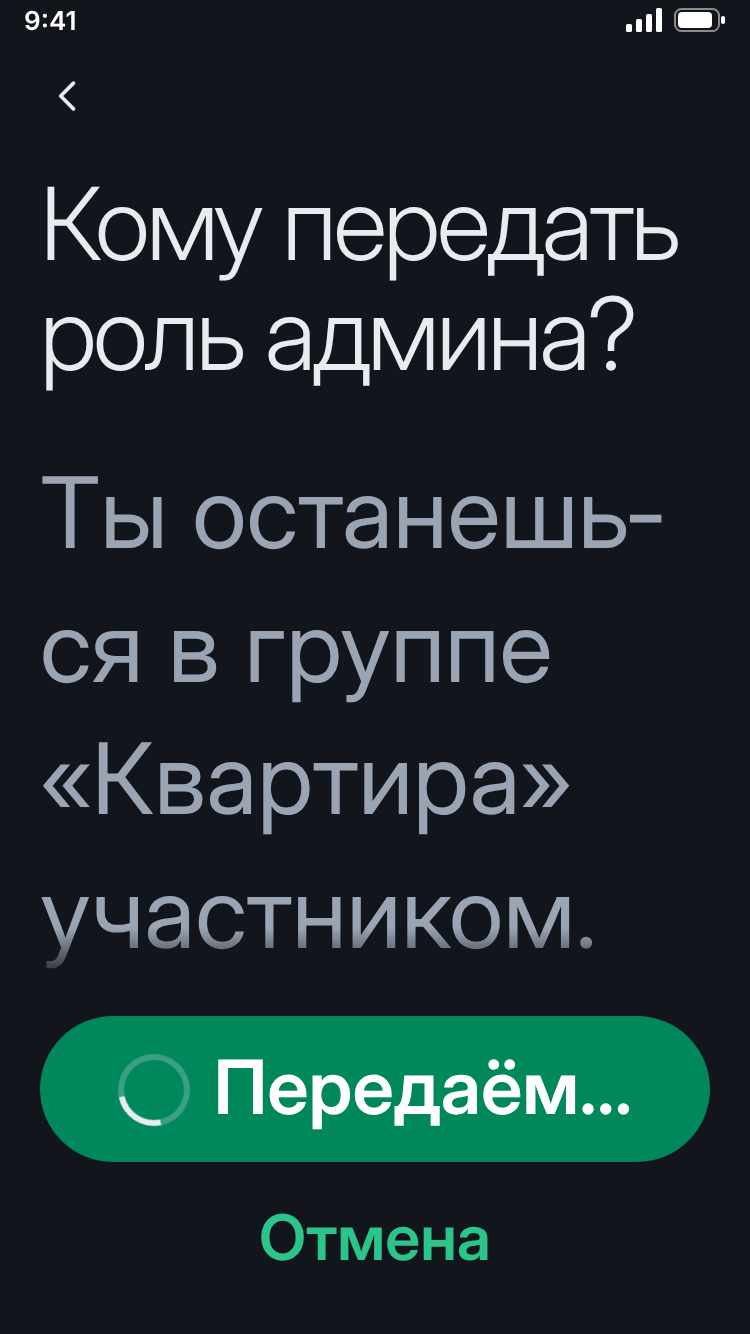 9:41
Кому передать
роль админа?
Ты останешь-
ся в группе
«Квартира»
участником.
Передаём...
Отмена